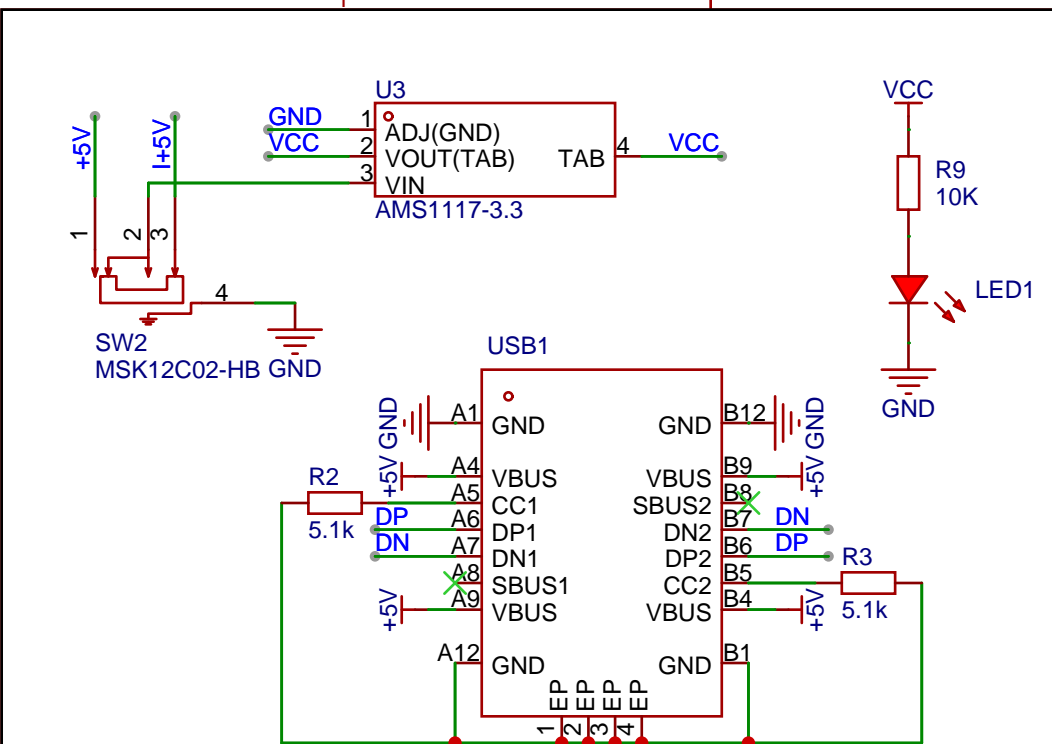 U3
1
ADJ(GND)
2
VOUT(TAB)
3
VIN
TAB
4
AMS1117-3.3
GND
VCC
VCC
+5V
I+5V
1
2
3
4
SW2
MSK12C02-HB
GND
VCC
R9
10K
LED1
GND
USB1
GND
A1
GND
GND
B12
GND
+5V
A4
VBUS
VBUS
B9
+5V
R2
5.1k
A5
CC1
SBUS2
B8
DP
A6
DP1
DN2
B7
DN
DN
A7
DN1
DP2
B6
DP
A8
SBUS1
CC2
B5
R3
5.1k
+5V
A9
VBUS
VBUS
B4
+5V
A12
GND
GND
B1
EP
EP
EP
EP
1
2
3
4